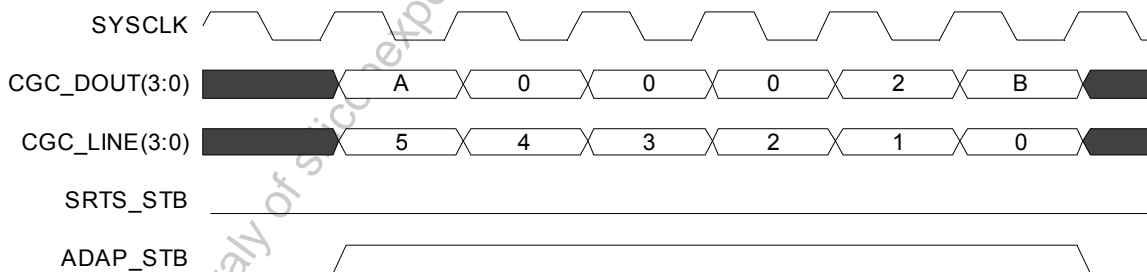 SYSCLK
CGC_DOUT(3:0) A 0 0 0 2 B
CGC_LINE(3:0) 5 4 3 2 1 0
SRTS_STB
ADAP_STB